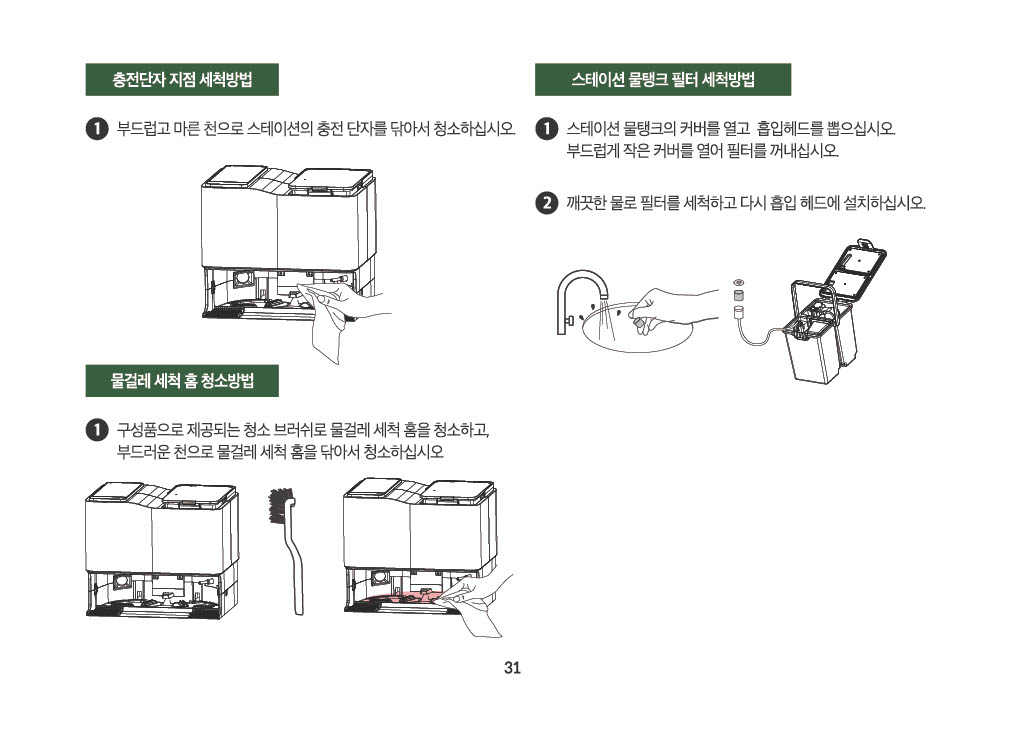 충전단자 지점 세척방법
1 부드럽고 마른 천으로 스테이션의 충전 단자를 닦아서 청소하십시오.
물걸레 세척 홈 청소방법
1 구성품으로 제공되는 청소 브러쉬로 물걸레 세척 홈을 청소하고,
부드러운 천으로 물걸레 세척 홈을 닦아서 청소하십시오
스테이션 물탱크 필터 세척방법
1 스테이션 물탱크의 커버를 열고 흡입헤드를 뽑으십시오.
부드럽게 작은 커버를 열어 필터를 꺼내십시오.
2 깨끗한 물로 필터를 세척하고 다시 흡입 헤드에 설치하십시오.
31